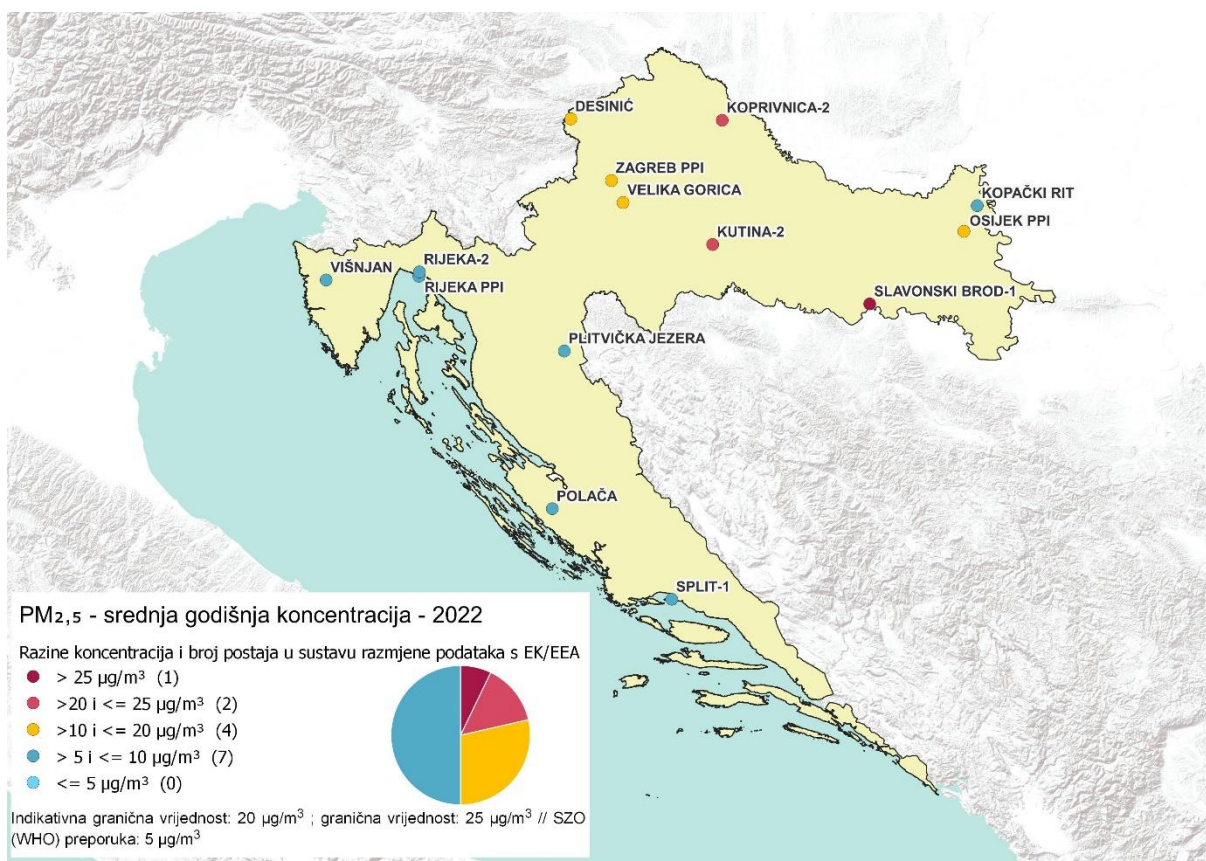 DESINIĆ
KOPRIVNICA-2
ZAGREB PPI
VELIKA GORICA
KOPAČKI RIT
OSIJEK PPI
KUTINA-2
RIJEKA-2
VIŠNJAN
RIJEKA PPI
SLAVONSKI BROD-1
PLITVIČKA JEZERA
POLAČA
SPLIT-1
PM₂,₅ - srednja godišnja koncentracija - 2022
Razine koncentracija i broj postaja u sustavu razmjene podataka s EK/EEA
> 25 µg/m³ (1)
>20 i <= 25 µg/m³ (2)
>10 i <= 20 µg/m³ (4)
> 5 i <= 10 µg/m³ (7)
<= 5 µg/m³ (0)
Indikativna granična vrijednost: 20 µg/m³ ; granična vrijednost: 25 µg/m³ // SZO
(WHO) preporuka: 5 µg/m³